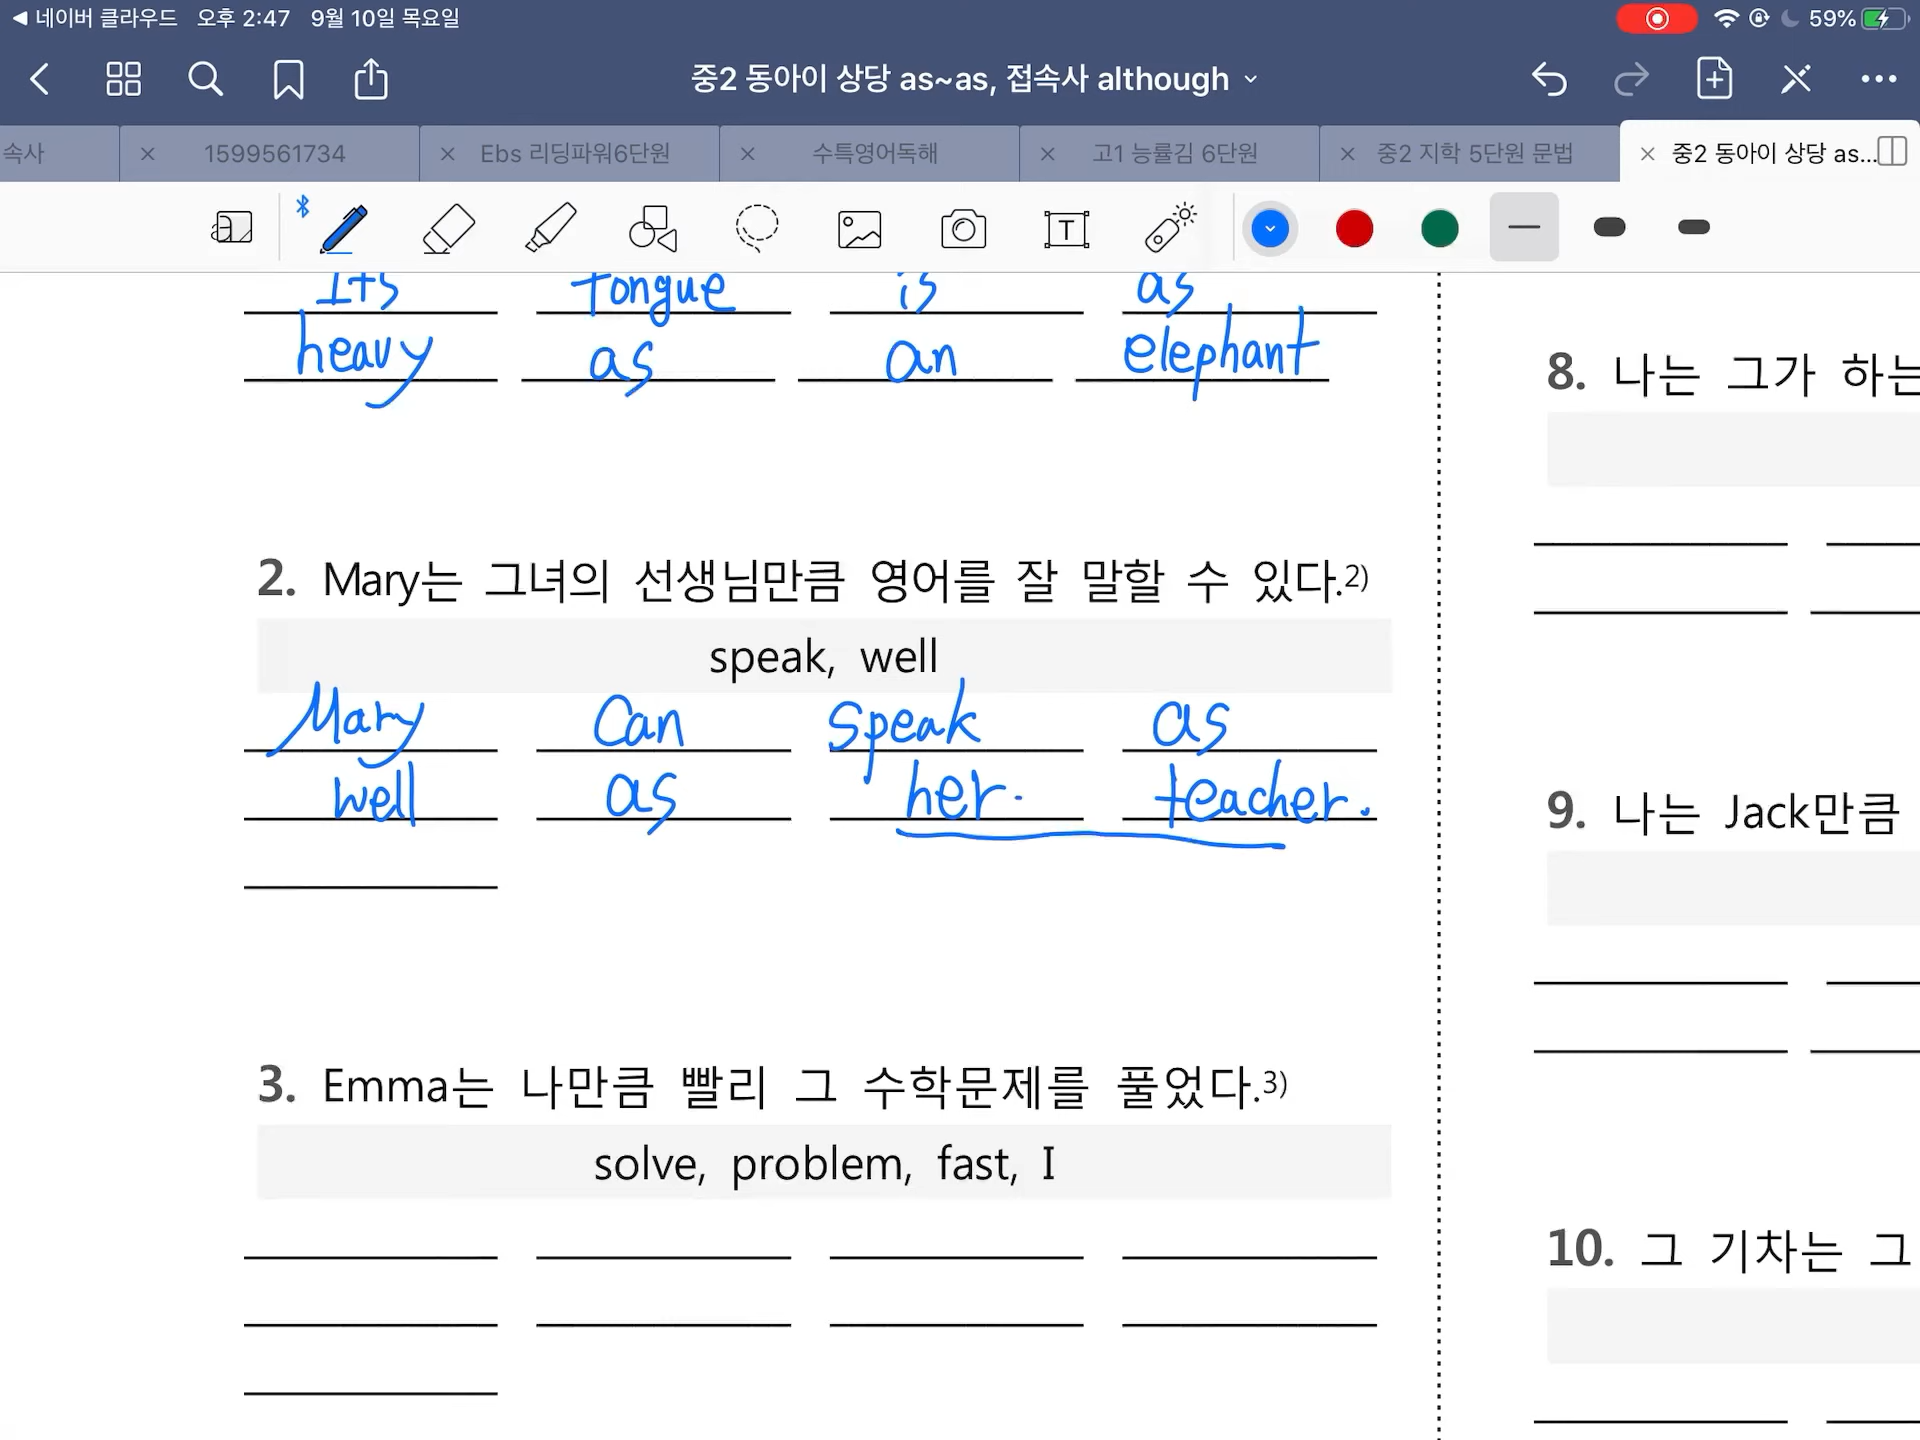 ◀ 네이버 클라우드 오후 2:47 9월 10일 목요일 59%
중2 동아이 상당 as~as, 접속사 although
속사 × 1599561734 × Ebs 리딩파워6단원 × 수특영어독해 × 고1 능률김 6단원 × 중2 지학 5단원 문법 × 중2 동아이 상당 as...
T
Its tongue is as
heavy as an elephant
2. Mary는 그녀의 선생님만큼 영어를 잘 말할 수 있다.2)
speak, well
Mary can speak as
well as her. teacher.
3. Emma는 나만큼 빨리 그 수학문제를 풀었다.3)
solve, problem, fast, I
8. 나는 그가 하는
9. 나는 Jack만큼
10. 그 기차는 그